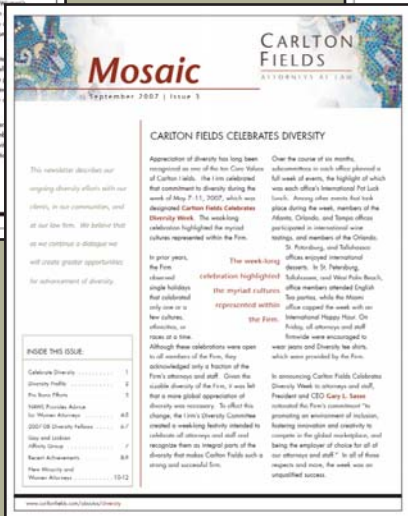 Mosaic
September 2007 | Issue 5
CARLTON
FIELDS
ATTORNEYS AT LAW
This newsletter describes our
ongoing diversity efforts with our
clients, in our communities, and
at our law firm. We believe that
as we continue a dialogue we
will create greater opportunities
for advancement of diversity.
INSIDE THIS ISSUE:
Celebrate Diversity 1
Diversity Profile 2
Pro Bono Efforts 3
NAWL Provides Advice
for Women Attorneys 4-5
2007/08 Diversity Fellows 6-7
Gay and Lesbian
Affinity Group 7
Recent Achievements 8-9
New Minority and
Women Attorneys 10-12
CARLTON FIELDS CELEBRATES DIVERSITY
Appreciation of diversity has long been
recognized as one of the ten Core Values
of Carlton Fields. The Firm celebrated
that commitment to diversity during the
week of May 7-11, 2007, which was
designated Carlton Fields Celebrates
Diversity Week. The week-long
celebration highlighted the myriad
cultures represented within the Firm.
In prior years,
the Firm
observed
single holidays
that celebrated
only one or a
few cultures,
ethnicities, or
races at a time.
Although these celebrations were open
to all members of the Firm, they
acknowledged only a fraction of the
Firm's attorneys and staff. Given the
sizable diversity of the Firm, it was felt
that a more global appreciation of
diversity was necessary. To effect this
change, the Firm's Diversity Committee
created a week-long festivity intended to
celebrate all attorneys and staff and
recognize them as integral parts of the
diversity that makes Carlton Fields such a
strong and successful firm.
The week-long
celebration highlighted
the myriad cultures
represented within
the Firm.
Over the course of six months,
subcommittees in each office planned a
full week of events, the highlight of which
was each office's International Pot Luck
Lunch. Among other events that took
place during the week, members of the
Atlanta, Orlando, and Tampa offices
participated in international wine
tastings, and members of the Orlando,
St. Petersburg, and Tallahassee
offices enjoyed international
desserts. In St. Petersburg,
Tallahassee, and West Palm Beach,
office members attended English
Tea parties, while the Miami
office capped the week with an
International Happy Hour. On
Friday, all attorneys and staff
firmwide were encouraged to
wear jeans and Diversity tee shirts,
which were provided by the Firm.
In announcing Carlton Fields Celebrates
Diversity Week to attorneys and staff,
President and CEO Gary L. Sasso
reiterated the Firm's commitment "to
promoting an environment of inclusion,
fostering innovation and creativity to
compete in the global marketplace, and
being the employer of choice for all of
our attorneys and staff." In all of those
respects and more, the week was an
unqualified success.
www.carltonfields.com/aboutus/diversity